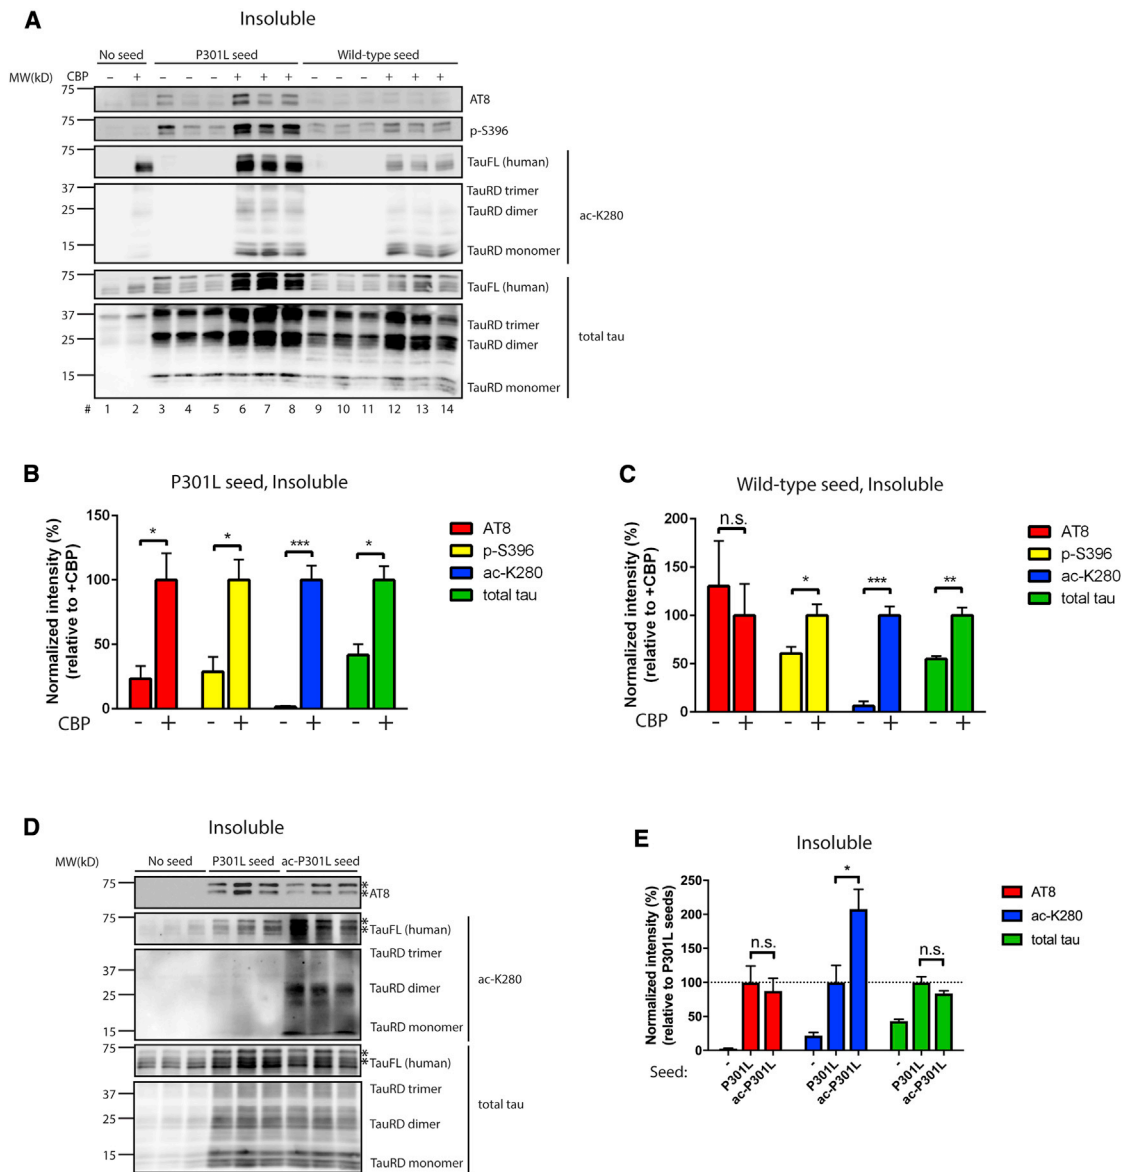 A
Insoluble
No seed P301L seed Wild-type seed
MW(kD) CBP - + - - - + + + - - - + + +
75
AT8
75
p-S396
75
TauFL (human)
37
TauRD trimer
25
TauRD dimer
ac-K280
15
TauRD monomer
75
TauFL (human)
37
TauRD trimer
25
TauRD dimer
total tau
15
TauRD monomer
# 1 2 3 4 5 6 7 8 9 10 11 12 13 14
B
P301L seed, Insoluble
Normalized intensity (%)
(relative to +CBP)
150
100
50
0
* * *** *
CBP - + - + - + - +
AT8
p-S396
ac-K280
total tau
C
Wild-type seed, Insoluble
Normalized intensity (%)
(relative to +CBP)
200
150
100
50
0
n.s. * *** **
CBP - + - + - + - +
AT8
p-S396
ac-K280
total tau
D
Insoluble
MW(kD) No seed P301L seed ac-P301L seed
75 *
*AT8
75 *
*TauFL (human)
TauRD trimer
37
ac-K280
TauRD dimer
25
TauRD monomer
15
75 *
*TauFL (human)
TauRD trimer
37
total tau
TauRD dimer
15
TauRD monomer
E
Insoluble
Normalized intensity (%)
(relative to P301L seeds)
250
200
150
100
50
0
n.s. * n.s.
Seed: - P301L ac-P301L - P301L ac-P301L - P301L ac-P301L
AT8
ac-K280
total tau